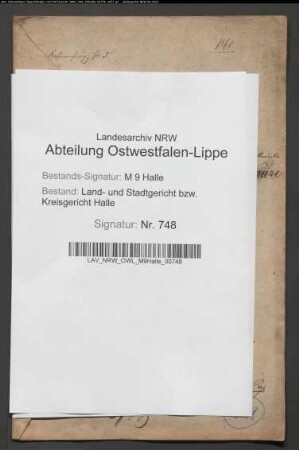 Landesarchiv NRW
Abteilung Ostwestfalen-Lippe
Bestands-Signatur: M 9 Halle
Bestand: Land- und Stadtgericht bzw.
Kreisgericht Halle
Signatur: Nr. 748
LAV_NRW_OWL_M9Halle_00748